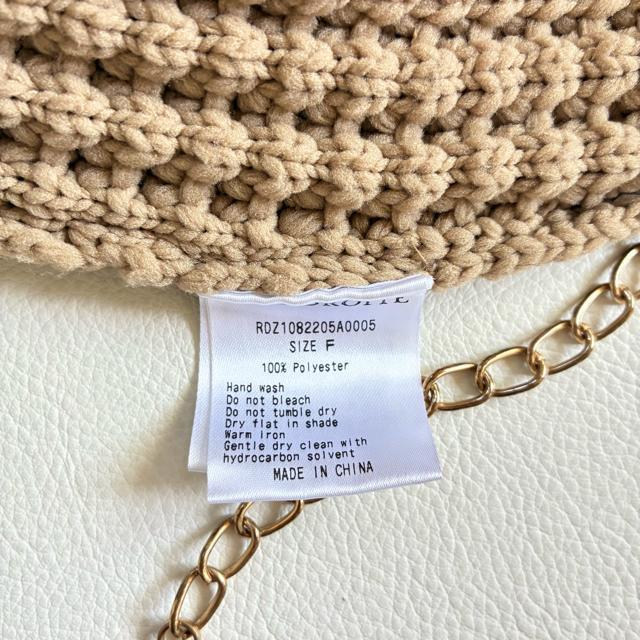 RDZ1082205A0005
SIZE F
100% Polyester
Hand wash
Do not bleach
Do not tumble dry
Dry flat in shade
Warm iron
Gentle dry clean with
hydrocarbon solvent
MADE IN CHINA